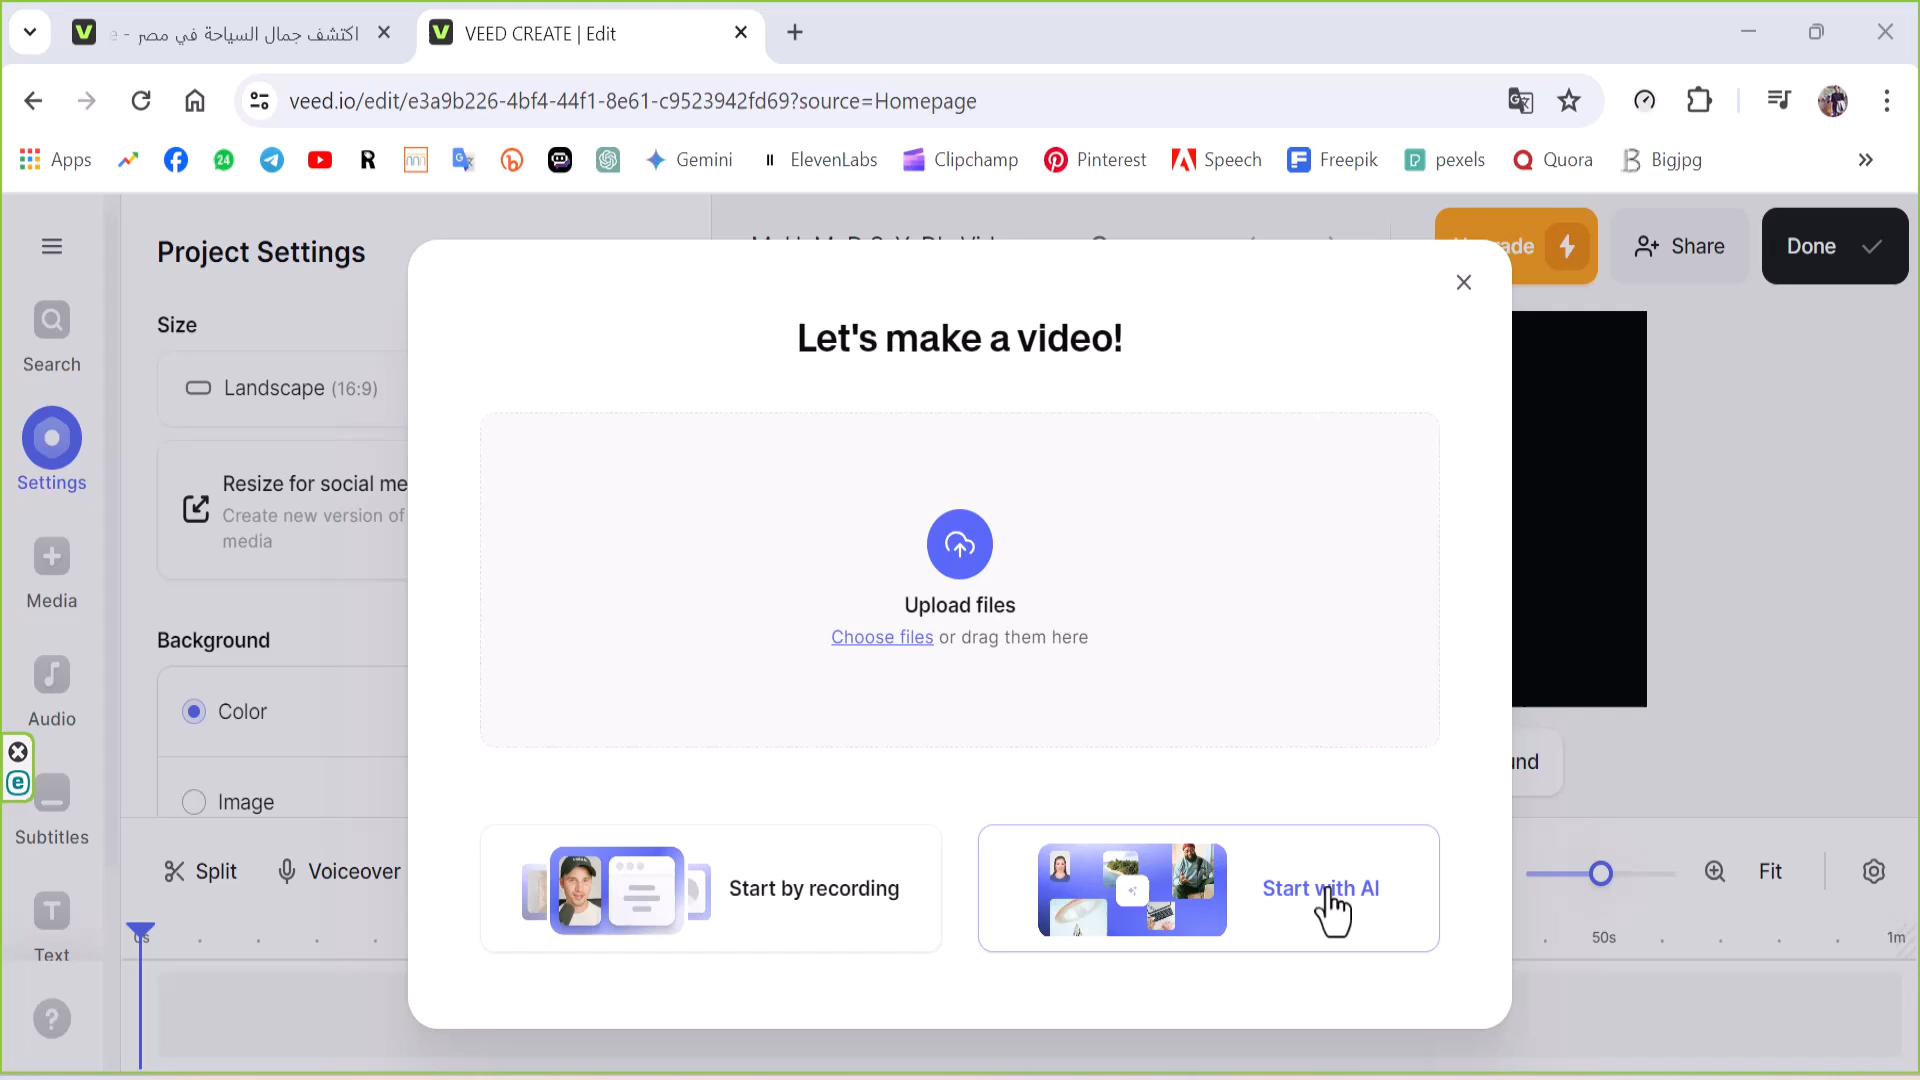 اكتشف جمال السياحة في مصر - e
VEED CREATE | Edit
veed.io/edit/e3a9b226-4bf4-44f1-8e61-c9523942fd69?source=Homepage
Apps
24
R
Gemini
ElevenLabs
Clipchamp
Pinterest
Speech
Freepik
pexels
Quora
Bigjpg
Project Settings
Share
Done
Let's make a video!
Search
Size
Landscape (16:9)
Settings
Resize for social me
Create new version of
media
Upload files
Choose files or drag them here
Media
Background
Color
Audio
Image
Subtitles
Split
Voiceover
Start by recording
Start with AI
Fit
Text
0s
50s
1m